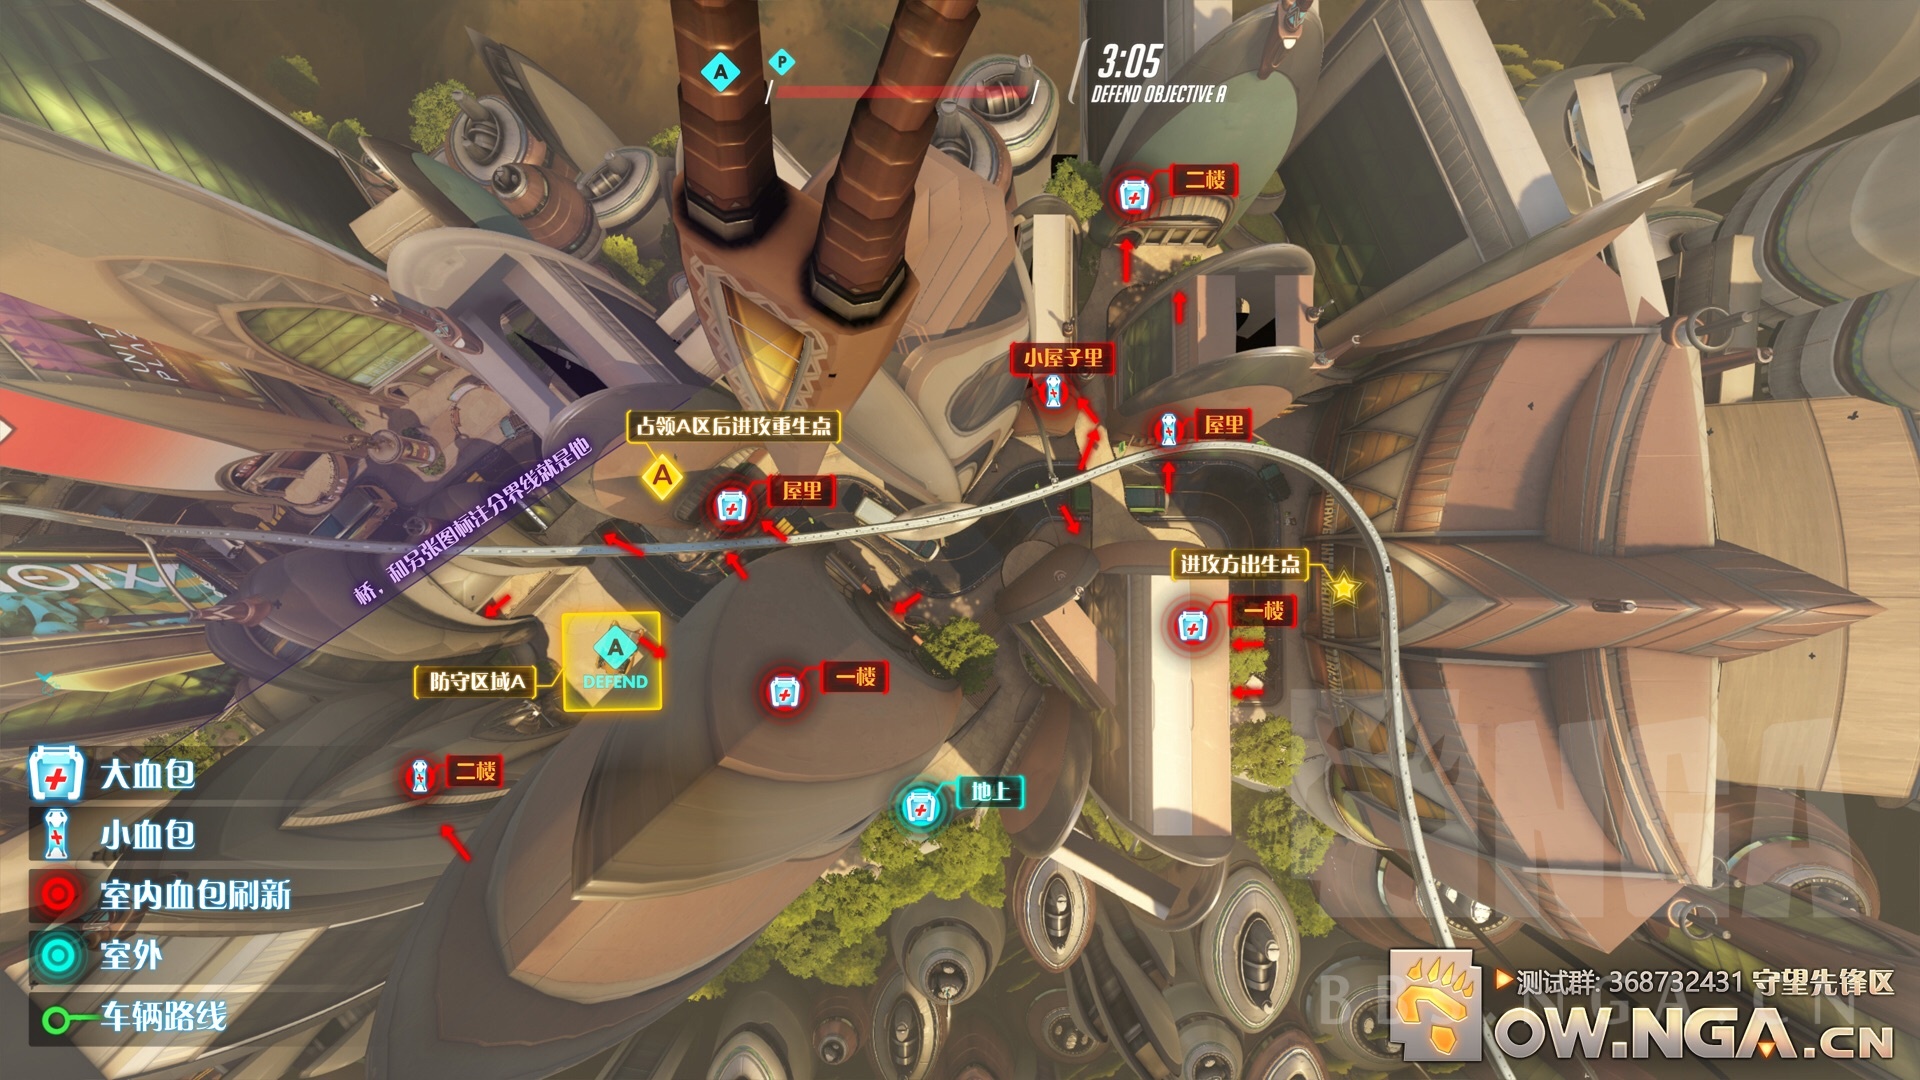 A
P
3:05
DEFEND OBJECTIVE A
二楼
小屋子里
屋里
占领A区后进攻重生点
A
屋里
桥，和另张图标注分界线就是他
进攻方出生点
一楼
A
DEFEND
防守区域A
一楼
二楼
地上
大血包
小血包
室内血包刷新
室外
车辆路线
NGA
BBS.NGA.CN
测试群: 368732431 守望先锋区
OW.NGA.CN